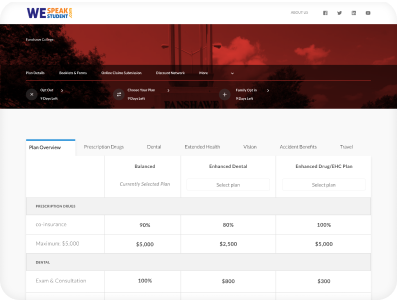 WE SPEAK STUDENT
ABOUT US
Fanshawe College
Plan Details Booklets & Forms Online Claims Submission Discount Network More
Opt Out Choose Your Plan Family Opt In
9 Days Left 9 Days Left 9 Days Left
FANSHAWE
Plan Overview Prescription Drugs Dental Extended Health Vision Accident Benefits Travel
Balanced Enhanced Dental Enhanced Drug/EHC Plan
Currently Selected Plan Select plan Select plan
PRESCRIPTION DRUGS
co-insurance 90% 80% 100%
Maximum $5,000 $5,000 $2,500 $5,000
DENTAL
Exam & Consultation 100% $800 $300